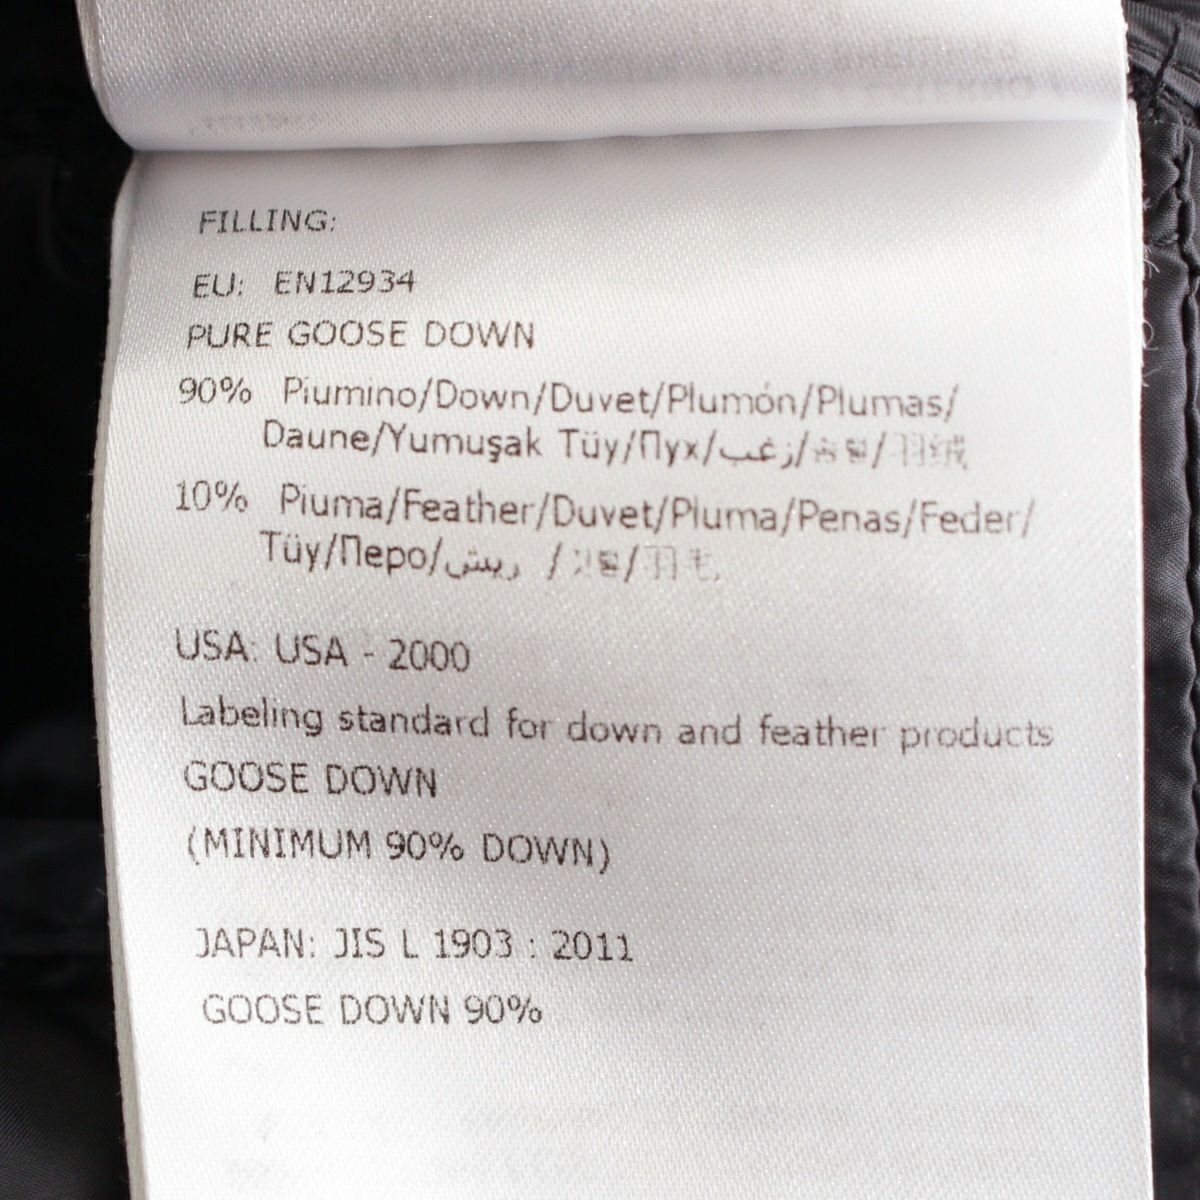 FILLING:
EU: EN12934
PURE GOOSE DOWN
90% Piumino/Down/Duvet/Plumón/Plumas/
Daune/Yumuşak Tüy/Пух/زغب/솜털/羽绒
10% Piuma/Feather/Duvet/Pluma/Penas/Feder/
Tüy/Перо/ريش /깃털/羽毛
USA: USA - 2000
Labeling standard for down and feather products
GOOSE DOWN
(MINIMUM 90% DOWN)
JAPAN: JIS L 1903 : 2011
GOOSE DOWN 90%